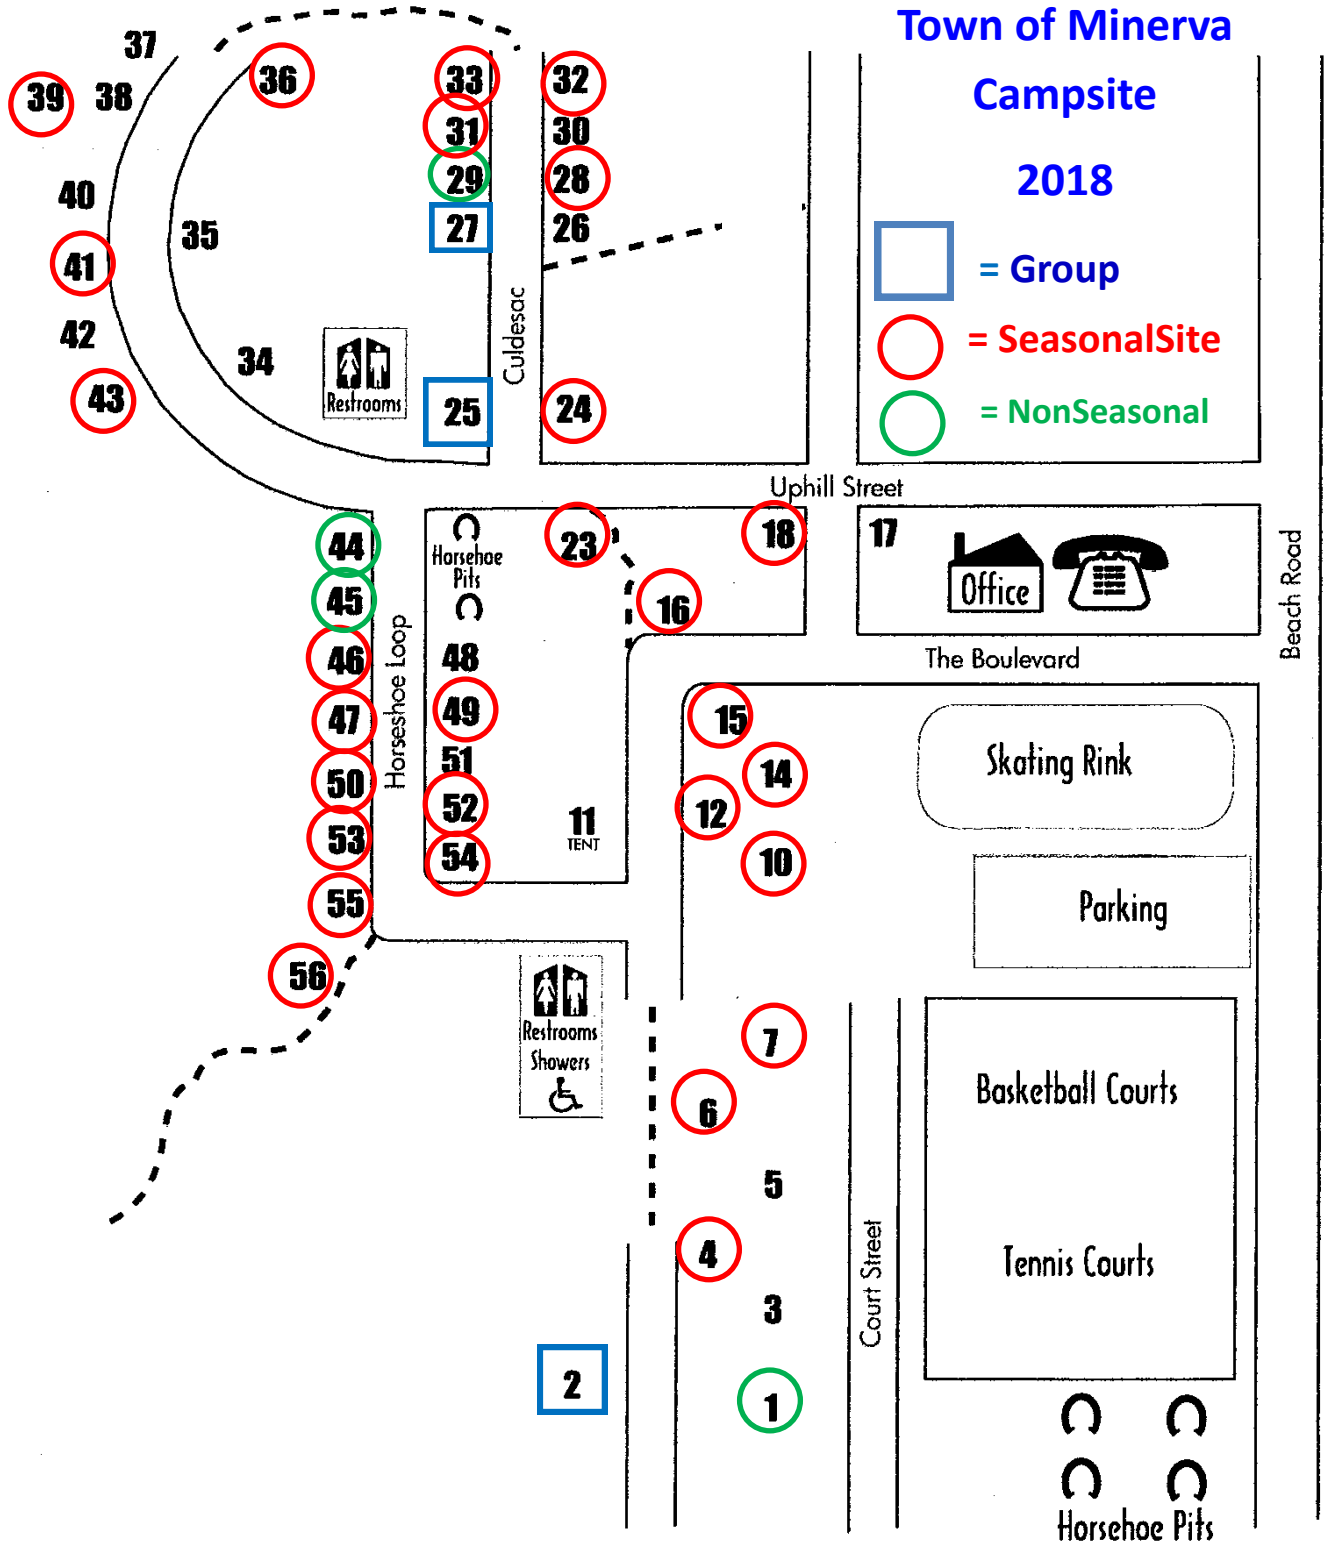 Town of Minerva
Campsite
2018
= Group
= SeasonalSite
= NonSeasonal
37
36
33
32
39
38
31
30
29
28
40
27
26
35
41
42
34
Restrooms
Culdesac
43
25
24
Uphill Street
44
Horsehoe
Pits
23
18
17
Office
45
16
Beach Road
46
Horseshoe Loop
48
The Boulevard
47
49
15
Skating Rink
50
51
14
52
12
11
TENT
53
54
10
55
Parking
56
Restrooms
Showers
7
6
Basketball Courts
5
4
Tennis Courts
Court Street
3
2
1
Horsehoe Pits